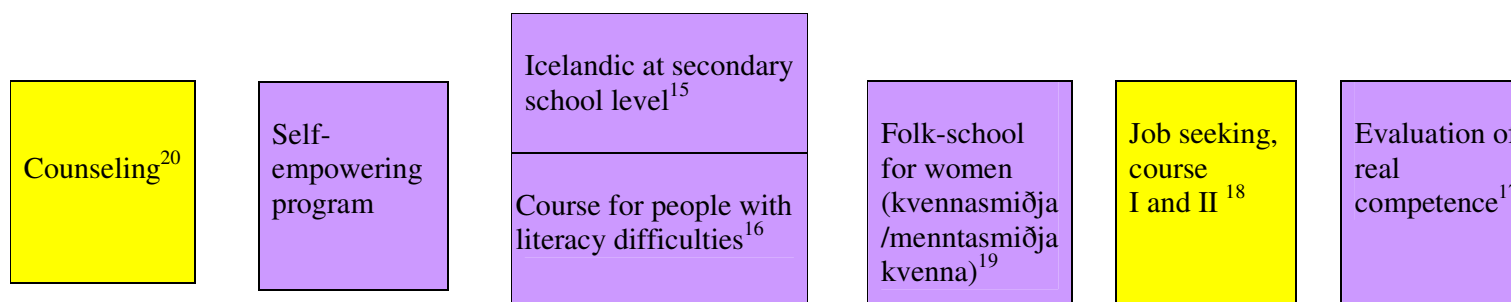 Counseling20
Self-
empowering
program
Icelandic at secondary
school level15
Course for people with
literacy difficulties16
Folk-school
for women
(kvennasmiðja
/menntasmiðja
kvenna)19
Job seeking,
course
I and II 18
Evaluation
real
competence